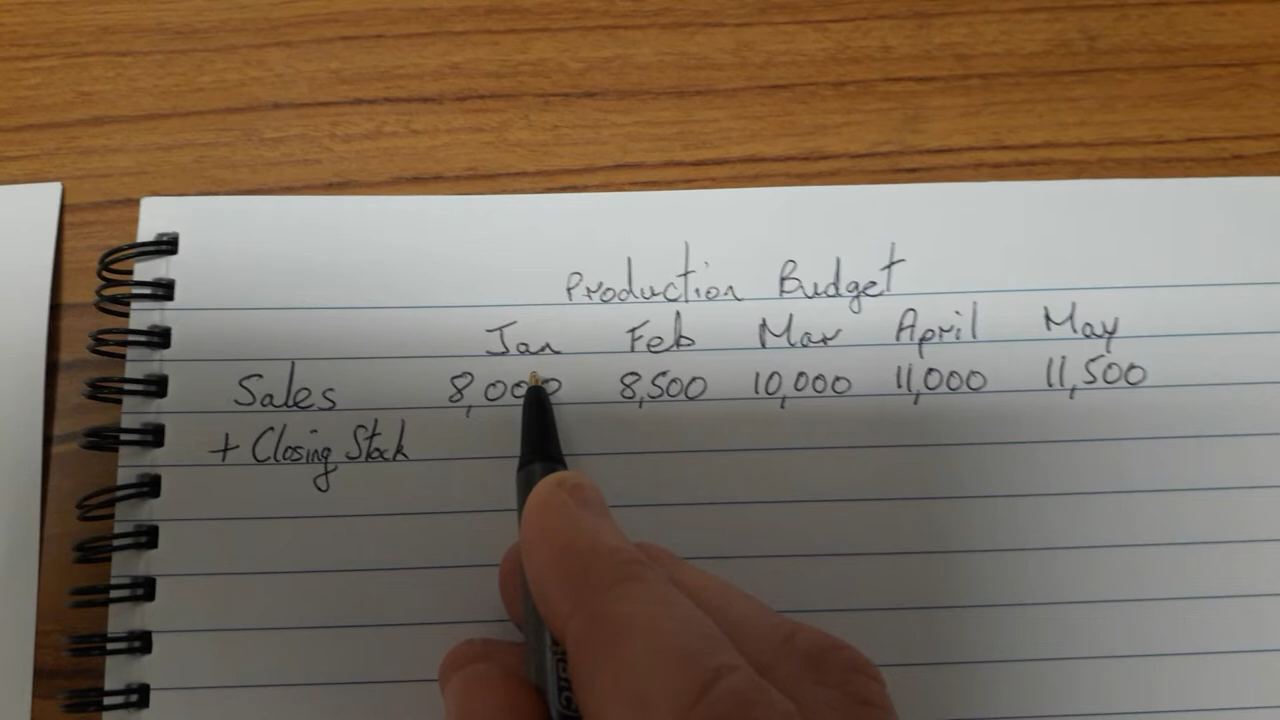 Production Budget
Jan Feb Mar April May
Sales 8,000 8,500 10,000 11,000 11,500
+ Closing Stock